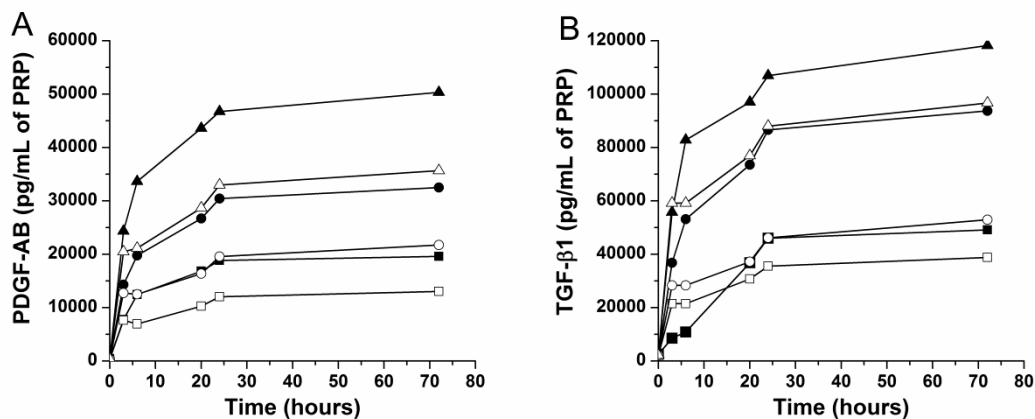 A
PDGF-AB (pg/mL of PRP)
60000
50000
40000
30000
20000
10000
0
0 10 20 30 40 50 60 70 80
Time (hours)
B
TGF-β1 (pg/mL of PRP)
120000
100000
80000
60000
40000
20000
0
0 10 20 30 40 50 60 70 80
Time (hours)